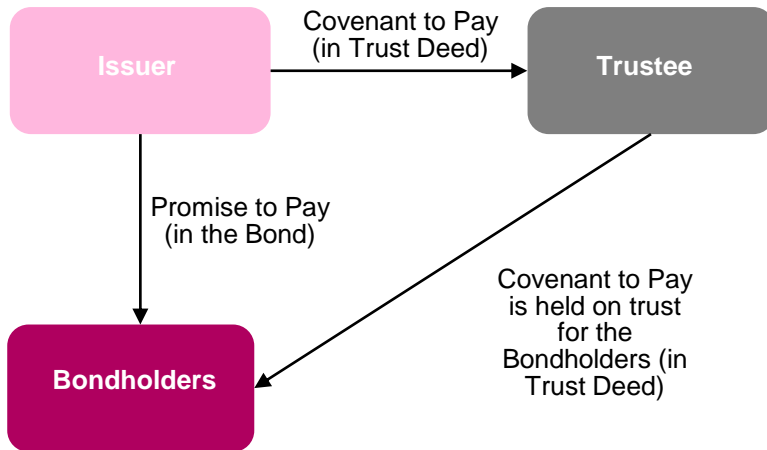 Covenant to Pay
(in Trust Deed)
Issuer
Trustee
Promise to Pay
(in the Bond)
Covenant to Pay
is held on trust
for the
Bondholders (in
Trust Deed)
Bondholders